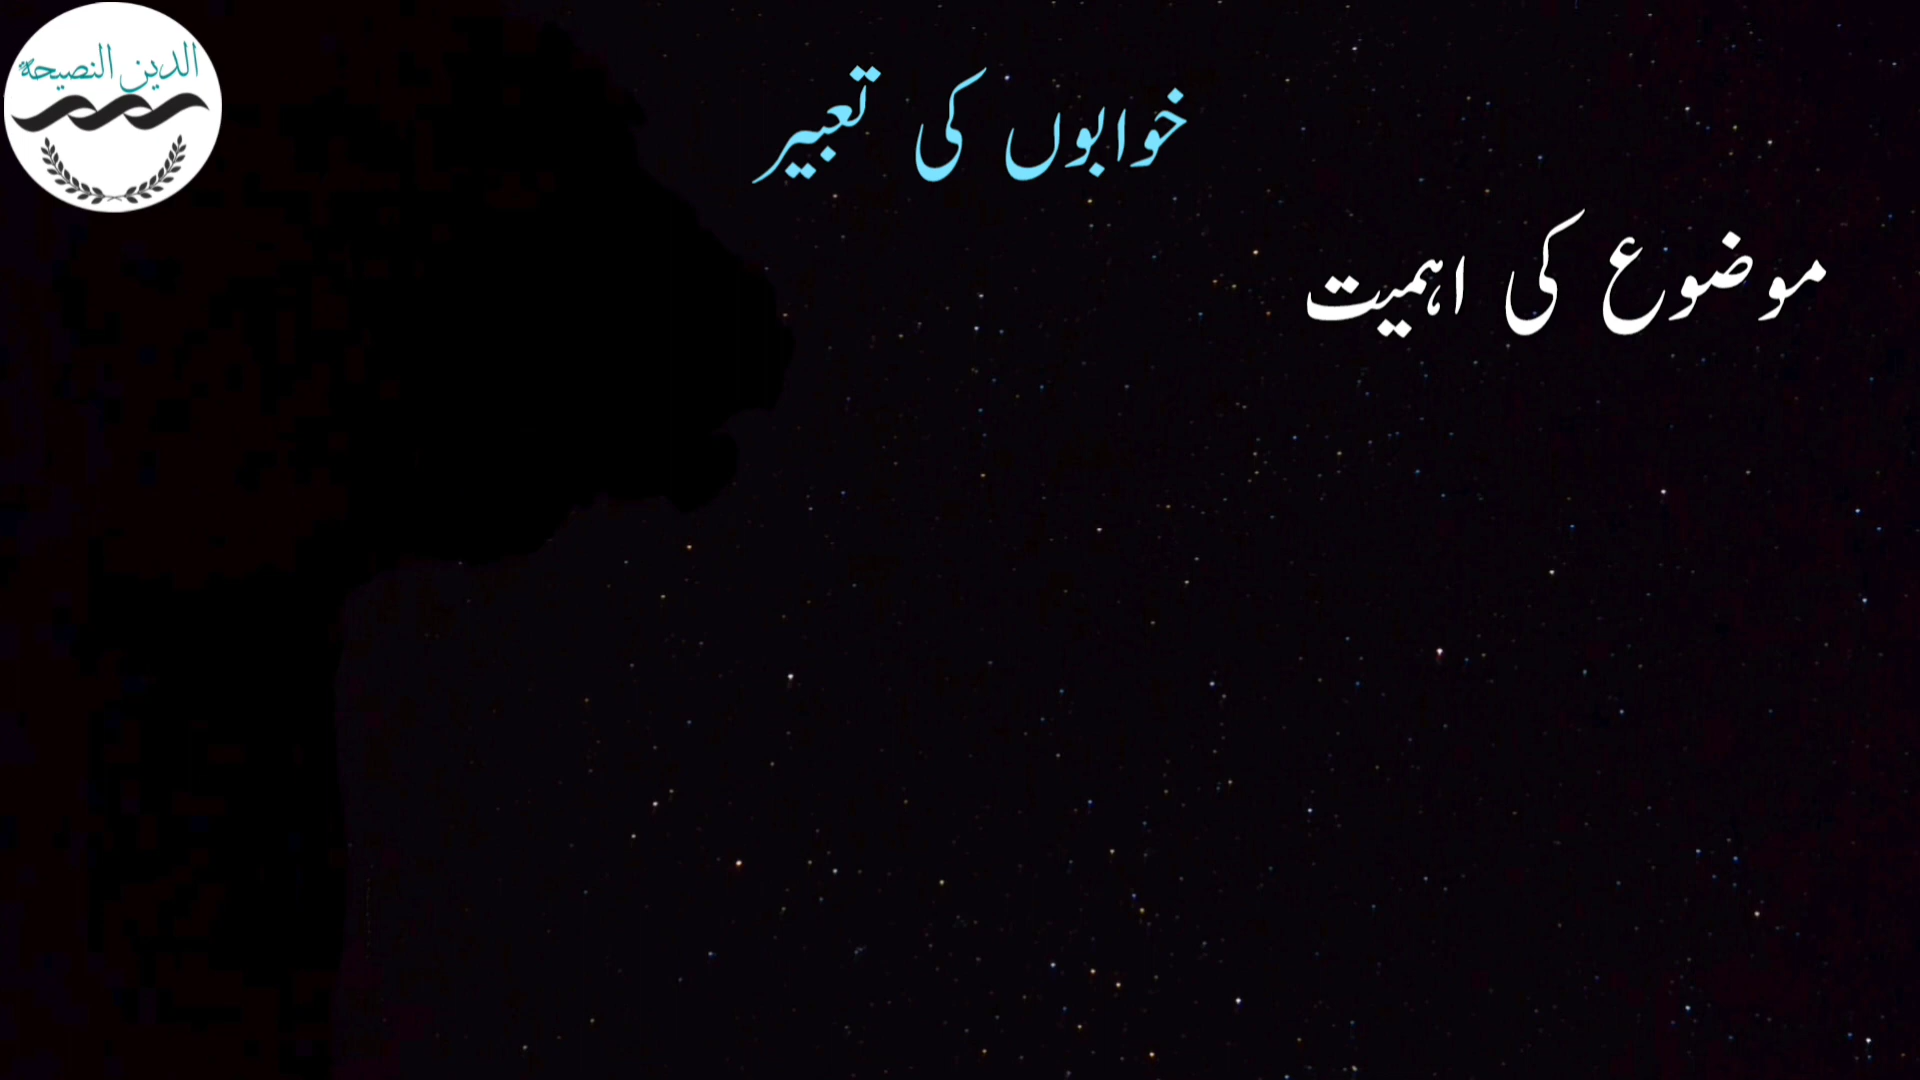 الدين النصيحة
خوابوں کی تعبیر
موضوع کی اہمیت